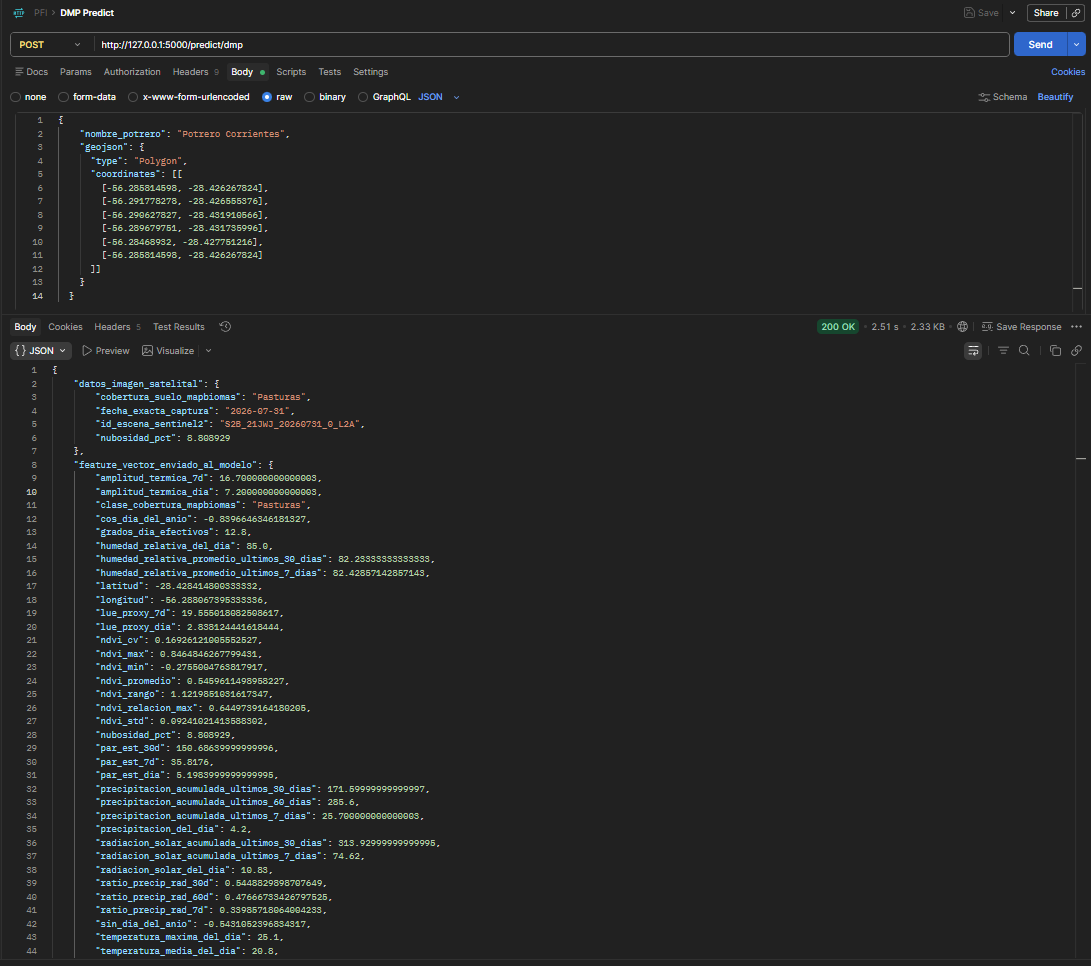 PFI > DMP Predict Save Share
POST http://127.0.0.1:5000/predict/dmp Send
Docs Params Authorization Headers 9 Body Scripts Tests Settings Cookies
none form-data x-www-form-urlencoded raw binary GraphQL JSON Schema Beautify
1 {
2 "nombre_potrero": "Potrero Corrientes",
3 "geojson": {
4 "type": "Polygon",
5 "coordinates": [[
6 [-56.285814598, -28.426267824],
7 [-56.291778278, -28.426555376],
8 [-56.290627827, -28.431910566],
9 [-56.289679751, -28.431735996],
10 [-56.28468932, -28.427751216],
11 [-56.285814598, -28.426267824]
12 ]]
13 }
14 }
Body Cookies Headers 5 Test Results 200 OK • 2.51 s • 2.33 KB • Save Response
{} JSON Preview Visualize
1 {
2 "datos_imagen_satelital": {
3 "cobertura_suelo_mapbiomas": "Pasturas",
4 "fecha_exacta_captura": "2026-07-31",
5 "id_escena_sentinel2": "S2B_21JWJ_20260731_0_L2A",
6 "nubosidad_pct": 8.808929
7 },
8 "feature_vector_enviado_al_modelo": {
9 "amplitud_termica_7d": 16.700000000000003,
10 "amplitud_termica_dia": 7.200000000000003,
11 "clase_cobertura_mapbiomas": "Pasturas",
12 "cos_dia_del_anio": -0.8396646346181327,
13 "grados_dia_efectivos": 12.8,
14 "humedad_relativa_del_dia": 85.0,
15 "humedad_relativa_promedio_ultimos_30_dias": 82.23333333333333,
16 "humedad_relativa_promedio_ultimos_7_dias": 82.42857142857143,
17 "latitud": -28.428414800333332,
18 "longitud": -56.288067395333336,
19 "lue_proxy_7d": 19.555018082508617,
20 "lue_proxy_dia": 2.838124441618444,
21 "ndvi_cv": 0.16926121005552527,
22 "ndvi_max": 0.8464846267799431,
23 "ndvi_min": -0.2755004763817917,
24 "ndvi_promedio": 0.5459611498958227,
25 "ndvi_rango": 1.1219851031617347,
26 "ndvi_relacion_max": 0.6449739164180205,
27 "ndvi_std": 0.09241021413588302,
28 "nubosidad_pct": 8.808929,
29 "par_est_30d": 150.68639999999996,
30 "par_est_7d": 35.8176,
31 "par_est_dia": 5.1983999999999995,
32 "precipitacion_acumulada_ultimos_30_dias": 171.59999999999997,
33 "precipitacion_acumulada_ultimos_60_dias": 285.6,
34 "precipitacion_acumulada_ultimos_7_dias": 25.700000000000003,
35 "precipitacion_del_dia": 4.2,
36 "radiacion_solar_acumulada_ultimos_30_dias": 313.92999999999995,
37 "radiacion_solar_acumulada_ultimos_7_dias": 74.62,
38 "radiacion_solar_del_dia": 10.83,
39 "ratio_precip_rad_30d": 0.5448829898707649,
40 "ratio_precip_rad_60d": 0.47666733426797525,
41 "ratio_precip_rad_7d": 0.33985718064004233,
42 "sin_dia_del_anio": -0.5431052396834317,
43 "temperatura_maxima_del_dia": 25.1,
44 "temperatura_media_del_dia": 20.8,